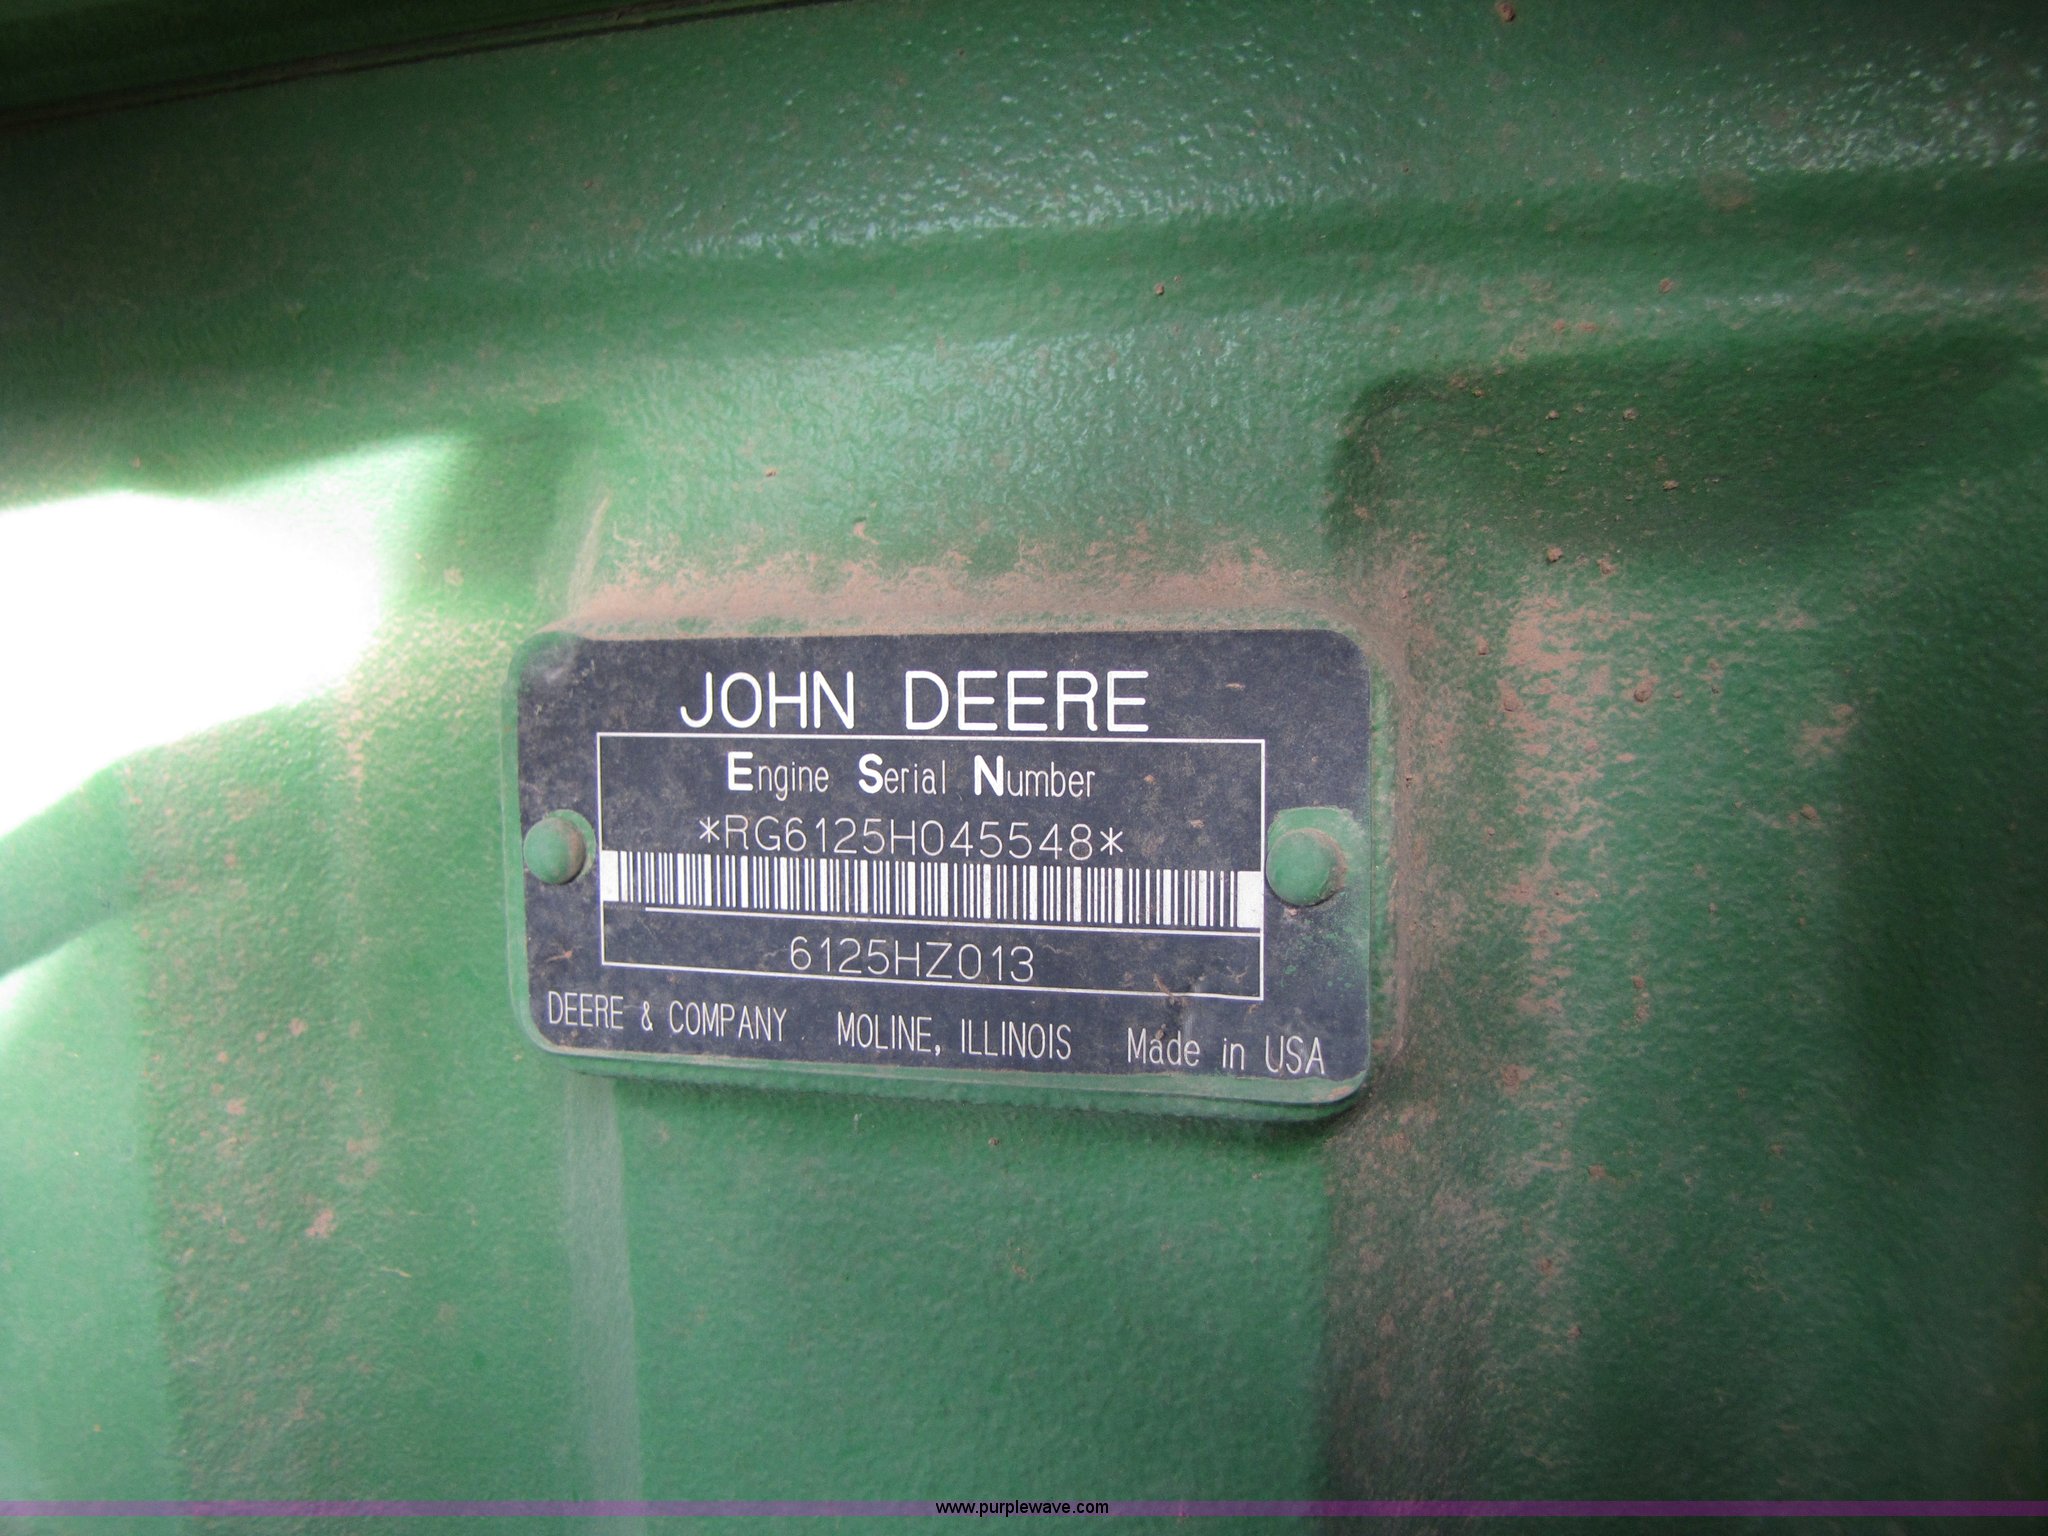 JOHN DEERE
Engine Serial Number
*RG6125H045548*
6125HZ013
DEERE & COMPANY MOLINE, ILLINOIS Made in USA
www.purplewave.com